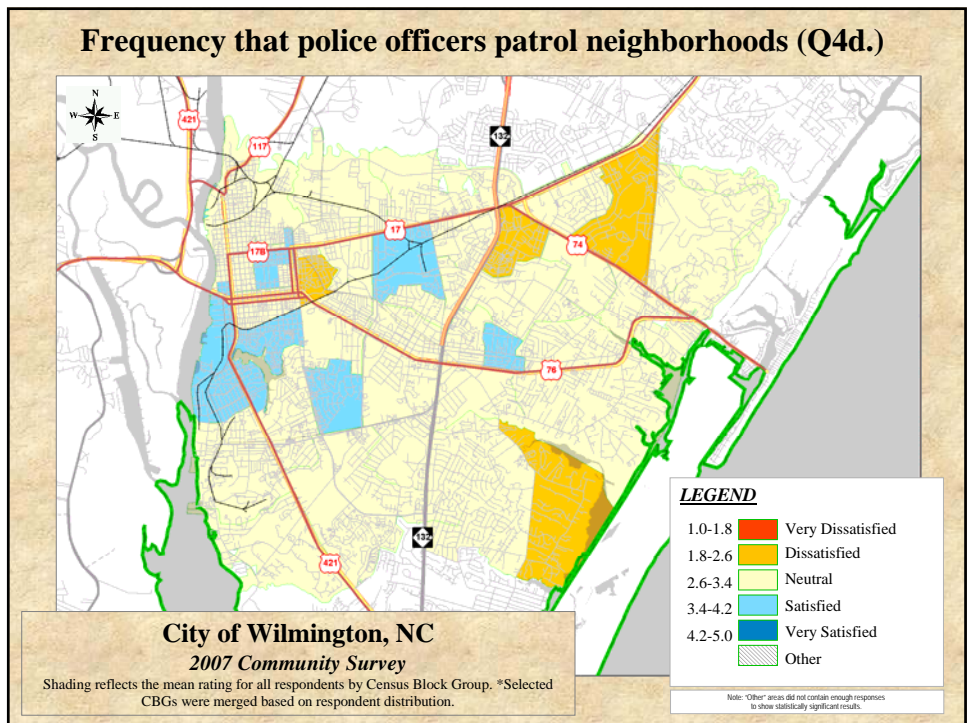 Frequency that police officers patrol neighborhoods (Q4d.)
N
W E
S
421
117
132
17
17B
74
76
132
421
LEGEND
1.0-1.8 Very Dissatisfied
1.8-2.6 Dissatisfied
2.6-3.4 Neutral
3.4-4.2 Satisfied
4.2-5.0 Very Satisfied
Other
City of Wilmington, NC
2007 Community Survey
Shading reflects the mean rating for all respondents by Census Block Group. *Selected
CBGs were merged based on respondent distribution.
Note: "Other" areas did not contain enough responses
to show statistically significant results.